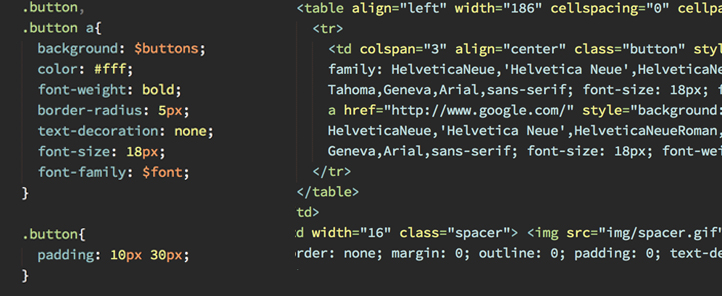 .button,
.button a{
background: $buttons;
color: #fff;
font-weight: bold;
border-radius: 5px;
text-decoration: none;
font-size: 18px;
font-family: $font;
}
.button{
padding: 10px 30px;
}
<table align="left" width="186" cellspacing="0" cellpa
<tr>
<td colspan="3" align="center" class="button" styl
family: HelveticaNeue,'Helvetica Neue',HelveticaNe
Tahoma,Geneva,Arial,sans-serif; font-size: 18px; f
a href="http://www.google.com/" style="background:
HelveticaNeue,'Helvetica Neue',HelveticaNeueRoman,
Geneva,Arial,sans-serif; font-size: 18px; font-wei
</tr>
</table>
td>
d width="16" class="spacer"> <img src="img/spacer.gif"
order: none; margin: 0; outline: 0; padding: 0; text-de